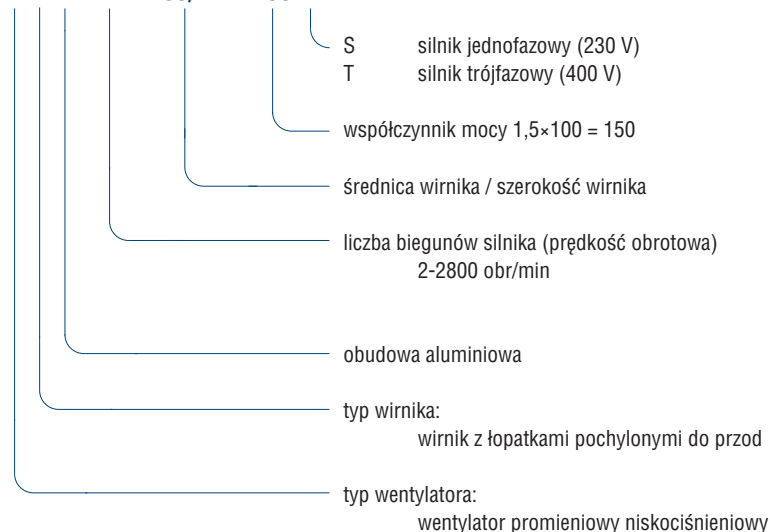 S silnik jednofazowy (230 V)
T silnik trójfazowy (400 V)
współczynnik mocy 1,5×100 = 150
średnica wirnika / szerokość wirnika
liczba biegunów silnika (prędkość obrotowa)
2-2800 obr/min
obudowa aluminiowa
typ wirnika:
wirnik z łopatkami pochylonymi do przod
typ wentylatora:
wentylator promieniowy niskociśnieniowy